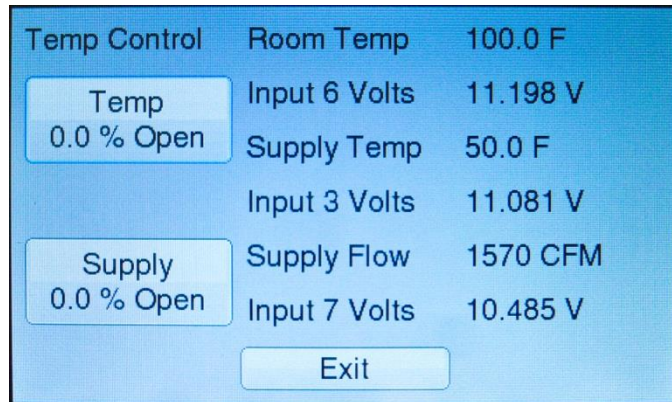 Temp Control
Room Temp 100.0 F
Temp
0.0 % Open
Input 6 Volts 11.198 V
Supply Temp 50.0 F
Input 3 Volts 11.081 V
Supply
0.0 % Open
Supply Flow 1570 CFM
Input 7 Volts 10.485 V
Exit